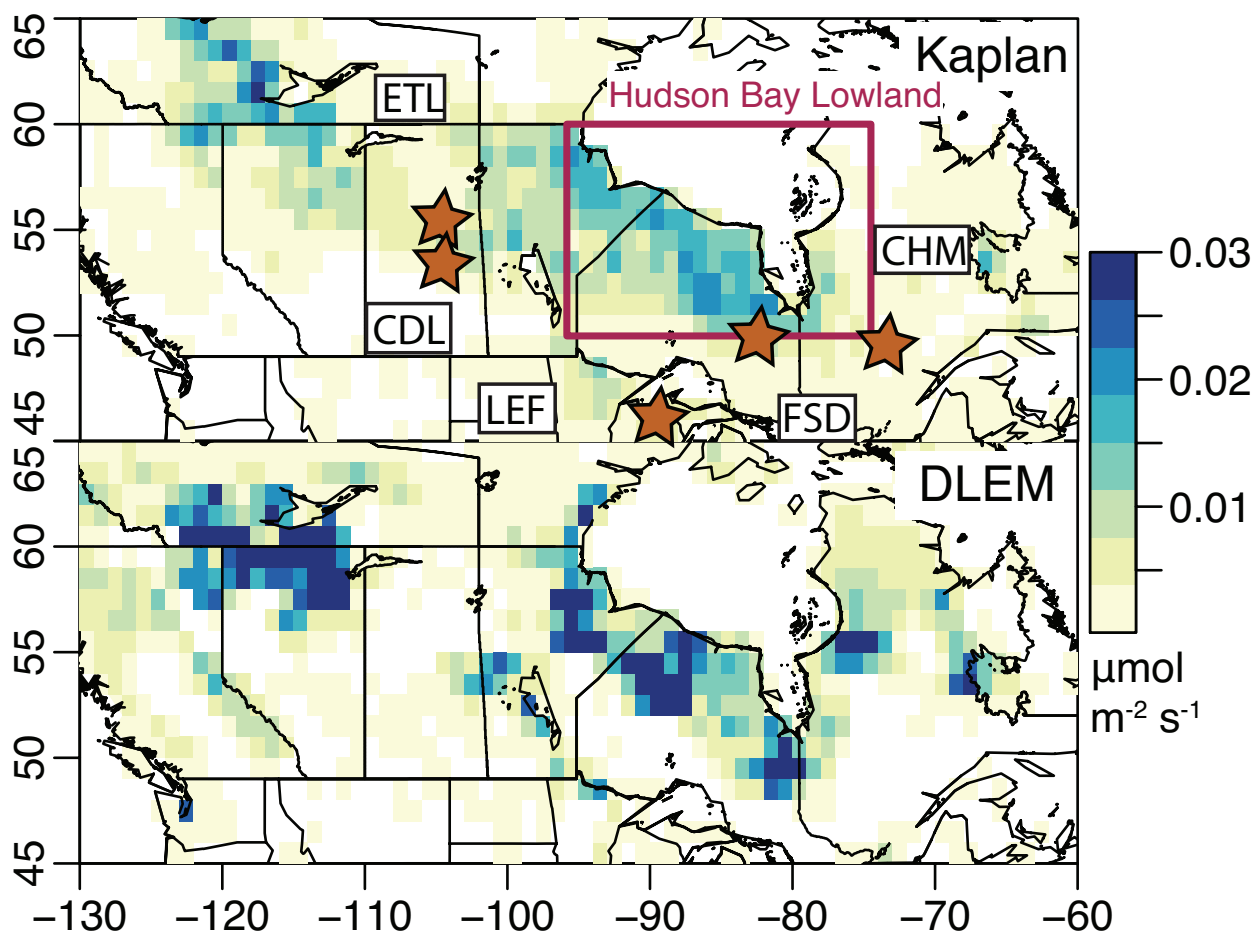 65
60
55
50
45
Kaplan
Hudson Bay Lowland
ETL
CHM
CDL
LEF
FSD
0.03
0.02
0.01
µmol
m⁻² s⁻¹
65
60
55
50
45
DLEM
−130
−120
−110
−100
−90
−80
−70
−60